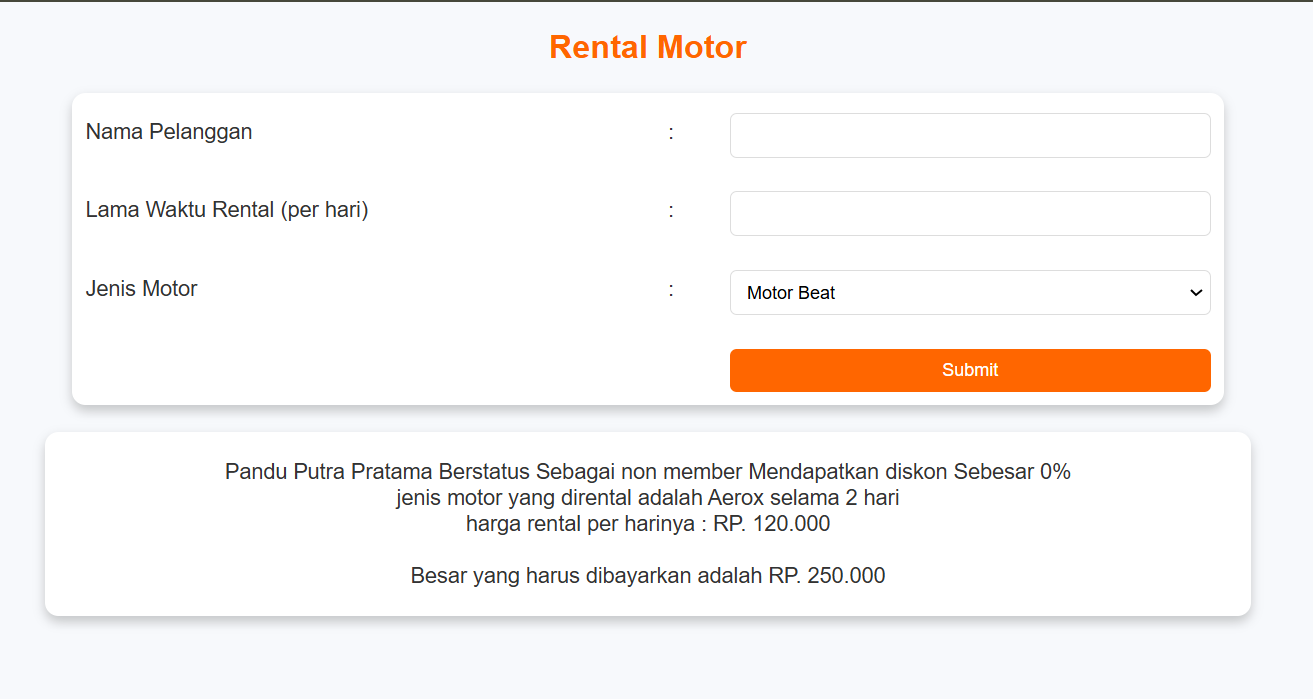 Rental Motor
Nama Pelanggan :
Lama Waktu Rental (per hari) :
Jenis Motor : Motor Beat
Submit
Pandu Putra Pratama Berstatus Sebagai non member Mendapatkan diskon Sebesar 0%
jenis motor yang dirental adalah Aerox selama 2 hari
harga rental per harinya : RP. 120.000
Besar yang harus dibayarkan adalah RP. 250.000